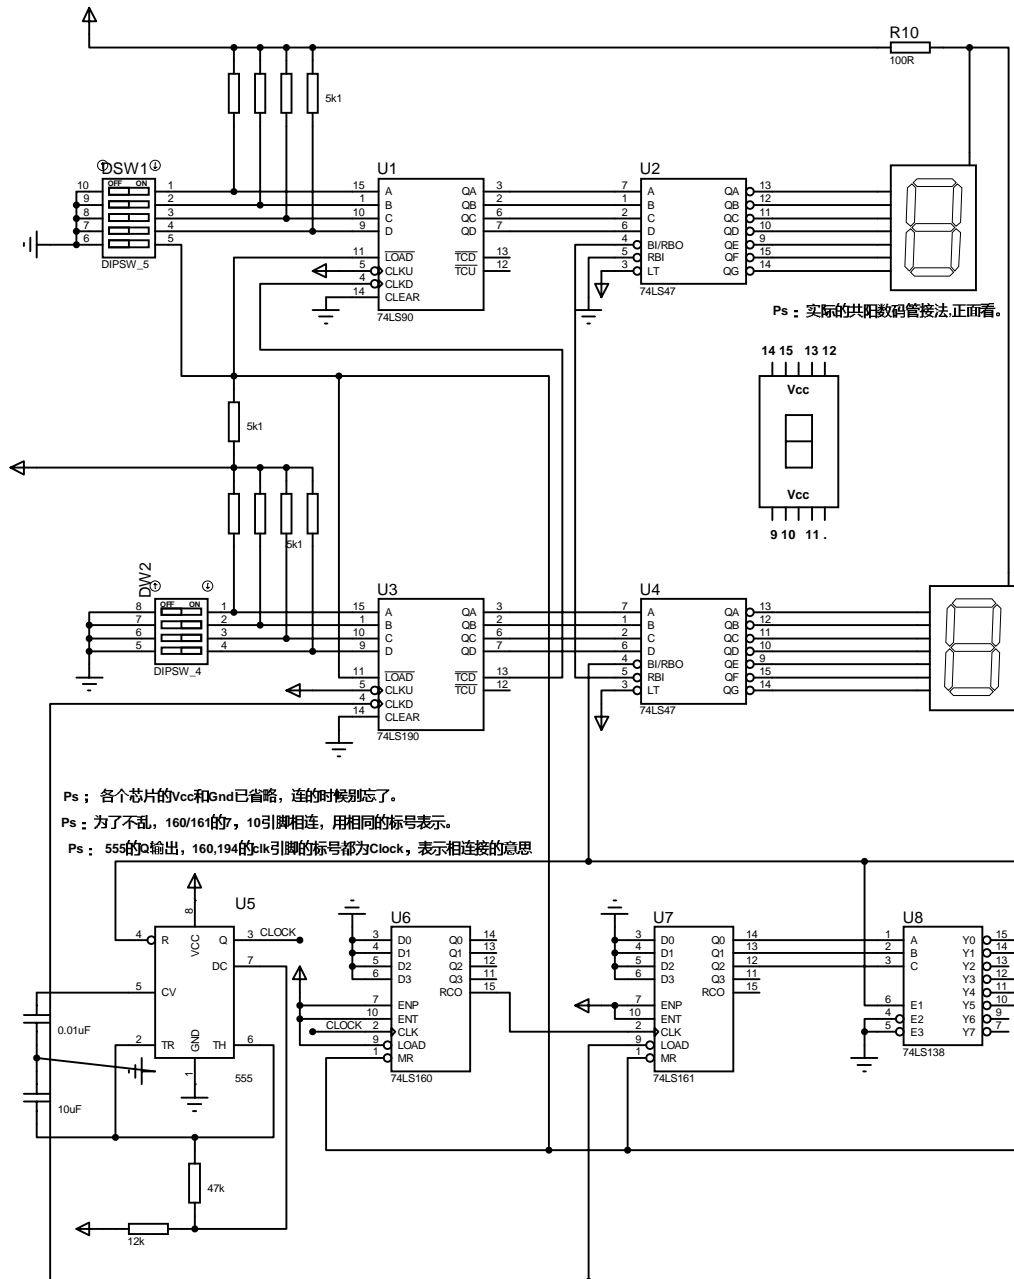 R10
100R
5k1
DSW1
OFF ON
10 1
9 2
8 3
7 4
6 5
DIPSW_5
U1
15 A QA 3
1 B QB 2
10 C QC 6
9 D QD 7
11 LOAD TCD 13
5 CLKU TCU 12
4 CLKD
14 CLEAR
74LS90
U2
7 A QA 13
1 B QB 12
2 C QC 11
6 D QD 10
4 BI/RBO QE 9
5 RBI QF 15
3 LT QG 14
74LS47
Ps： 实际的共阳数码管接法,正面看。
14 15 13 12
Vcc
Vcc
9 10 11 .
5k1
5k1
DW2
OFF ON
8 1
7 2
6 3
5 4
DIPSW_4
U3
15 A QA 3
1 B QB 2
10 C QC 6
9 D QD 7
11 LOAD TCD 13
5 CLKU TCU 12
4 CLKD
14 CLEAR
74LS190
U4
7 A QA 13
1 B QB 12
2 C QC 11
6 D QD 10
4 BI/RBO QE 9
5 RBI QF 15
3 LT QG 14
74LS47
Ps； 各个芯片的Vcc和Gnd已省略，连的时候别忘了。
Ps：为了不乱，160/161的7，10引脚相连，用相同的标号表示。
Ps： 555的Q输出，160,194的clk引脚的标号都为Clock，表示相连接的意思
U5
8 VCC
4 R Q 3 CLOCK
DC 7
5 CV
2 TR TH 6
GND 1
555
0.01uF
10uF
47k
12k
U6
3 D0 Q0 14
4 D1 Q1 13
5 D2 Q2 12
6 D3 Q3 11
RCO 15
7 ENP
10 ENT
CLOCK 2 CLK
9 LOAD
1 MR
74LS160
U7
3 D0 Q0 14
4 D1 Q1 13
5 D2 Q2 12
6 D3 Q3 11
RCO 15
7 ENP
10 ENT
2 CLK
9 LOAD
1 MR
74LS161
U8
1 A Y0 15
2 B Y1 14
3 C Y2 13
Y3 12
Y4 11
6 E1 Y5 10
4 E2 Y6 9
5 E3 Y7 7
74LS138